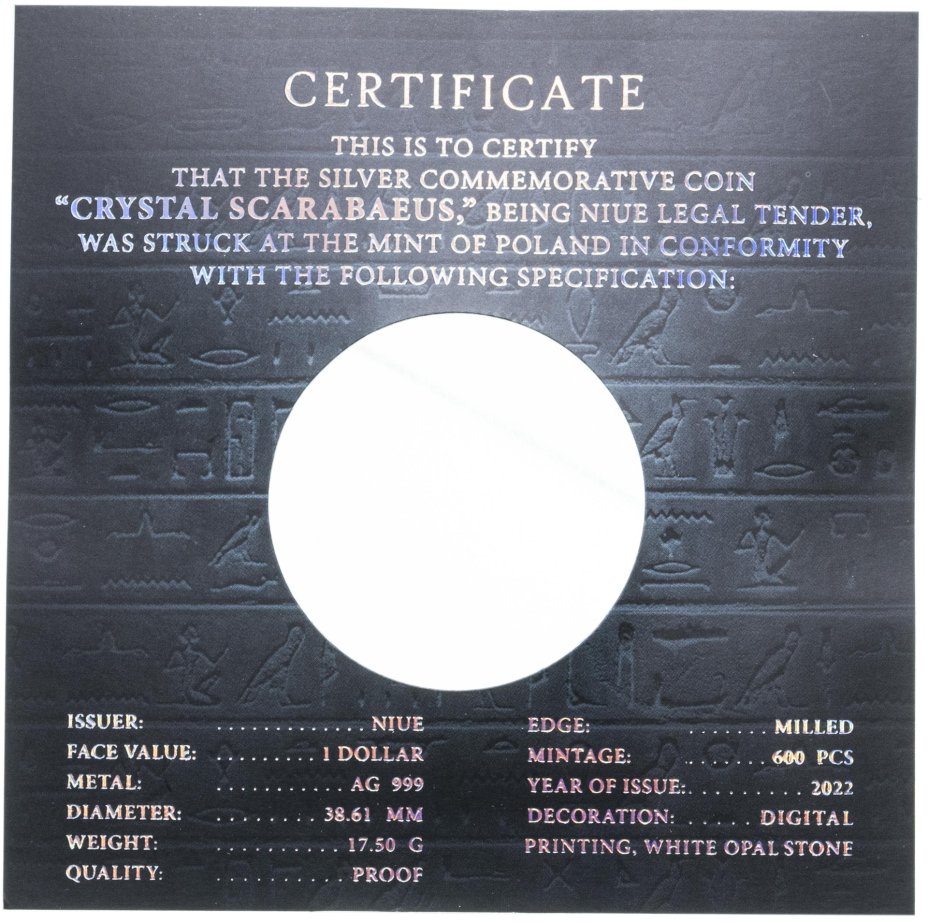 CERTIFICATE
THIS IS TO CERTIFY
THAT THE SILVER COMMEMORATIVE COIN
“CRYSTAL SCARABAEUS,” BEING NIUE LEGAL TENDER,
WAS STRUCK AT THE MINT OF POLAND IN CONFORMITY
WITH THE FOLLOWING SPECIFICATION:
ISSUER: . . . . . . . . . . . . . NIUE
FACE VALUE: . . . . . . . . . 1 DOLLAR
METAL: . . . . . . . . . . . AG 999
DIAMETER: . . . . . . . . 38.61 MM
WEIGHT: . . . . . . . . . . 17.50 G
QUALITY: . . . . . . . . . . PROOF
EDGE: . . . . . . . MILLED
MINTAGE: . . . . . . . 600 PCS
YEAR OF ISSUE: . . . . . . . . . 2022
DECORATION: . . . . . . DIGITAL
PRINTING, WHITE OPAL STONE